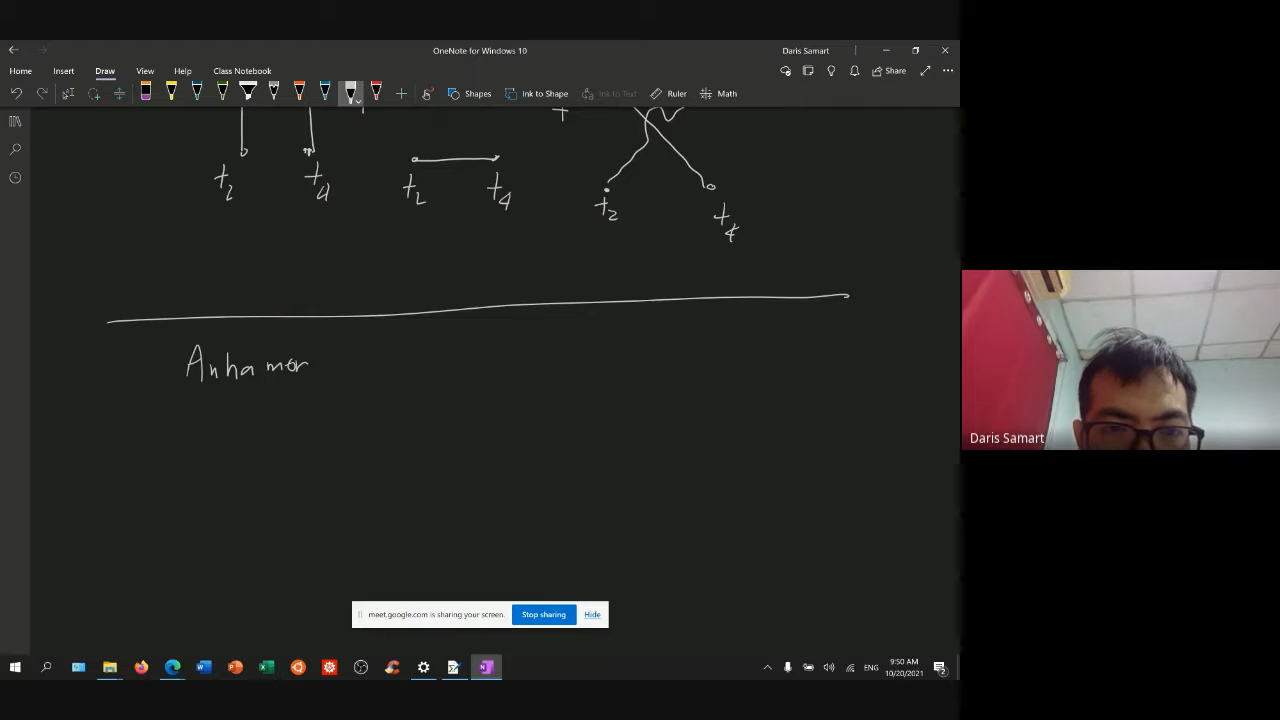 OneNote for Windows 10
Daris Samart
Home Insert Draw View Help Class Notebook
Share
Shapes Ink to Shape Ink to Text Ruler Math
+
t2 t4 t2 t4 t2 t4
Anhamor
Daris Samart
meet.google.com is sharing your screen. Stop sharing Hide
ENG
9:50 AM
10/20/2021